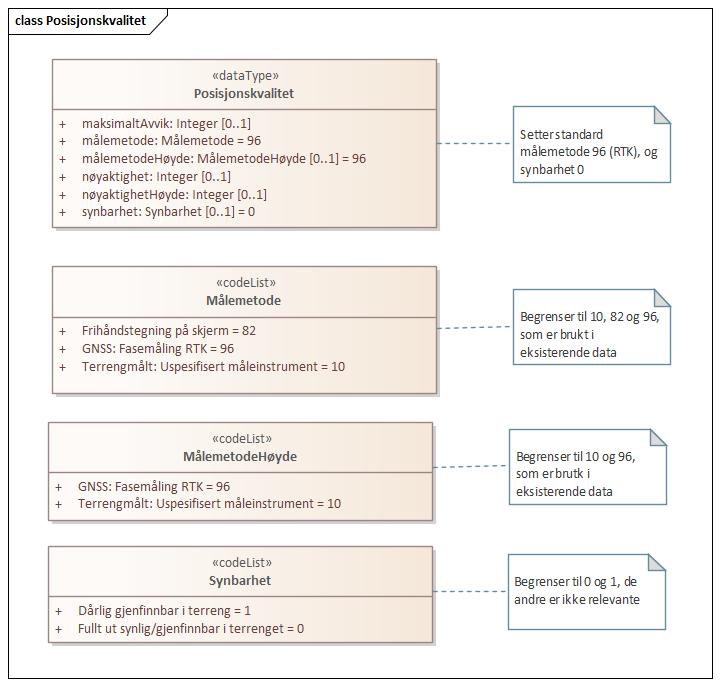 class Posisjonskvalitet
«dataType»
Posisjonskvalitet
+ maksimaltAvvik: Integer [0..1]
+ målemetode: Målemetode = 96
+ målemetodeHøyde: MålemetodeHøyde [0..1] = 96
+ nøyaktighet: Integer [0..1]
+ nøyaktighetHøyde: Integer [0..1]
+ synbarhet: Synbarhet [0..1] = 0
Setter standard
målemetode 96 (RTK), og
synbarhet 0
«codeList»
Målemetode
+ Frihåndstegning på skjerm = 82
+ GNSS: Fasemåling RTK = 96
+ Terrengmålt: Uspesifisert måleinstrument = 10
Begrenser til 10, 82 og 96,
som er brukt i
eksisterende data
«codeList»
MålemetodeHøyde
+ GNSS: Fasemåling RTK = 96
+ Terrengmålt: Uspesifisert måleinstrument = 10
Begrenser til 10 og 96,
som er brutk i
eksisterende data
«codeList»
Synbarhet
+ Dårlig gjenfinnbar i terreng = 1
+ Fullt ut synlig/gjenfinnbar i terrenget = 0
Begrenser til 0 og 1, de
andre er ikke relevante